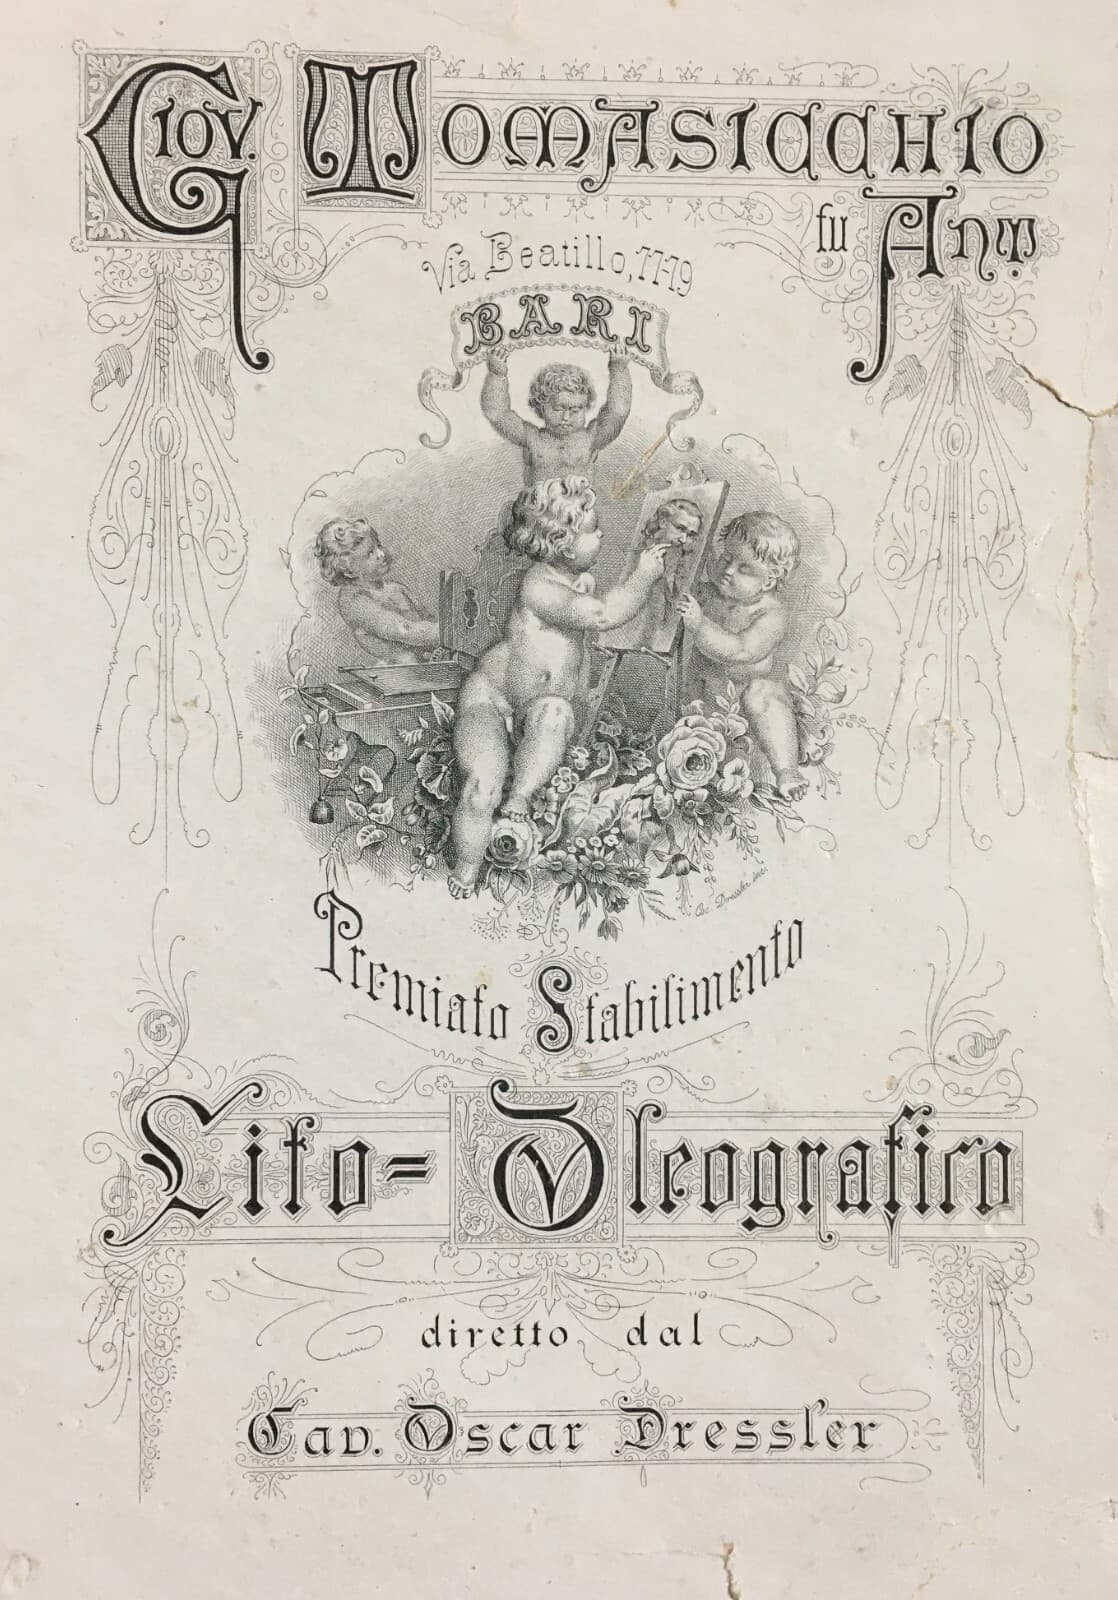 Giov. Tomasicchio
fu Ant.
Via Beatillo, 77-79
BARI
Premiato Stabilimento
Lito=Oleografico
diretto dal
Cav. Oscar Dressler